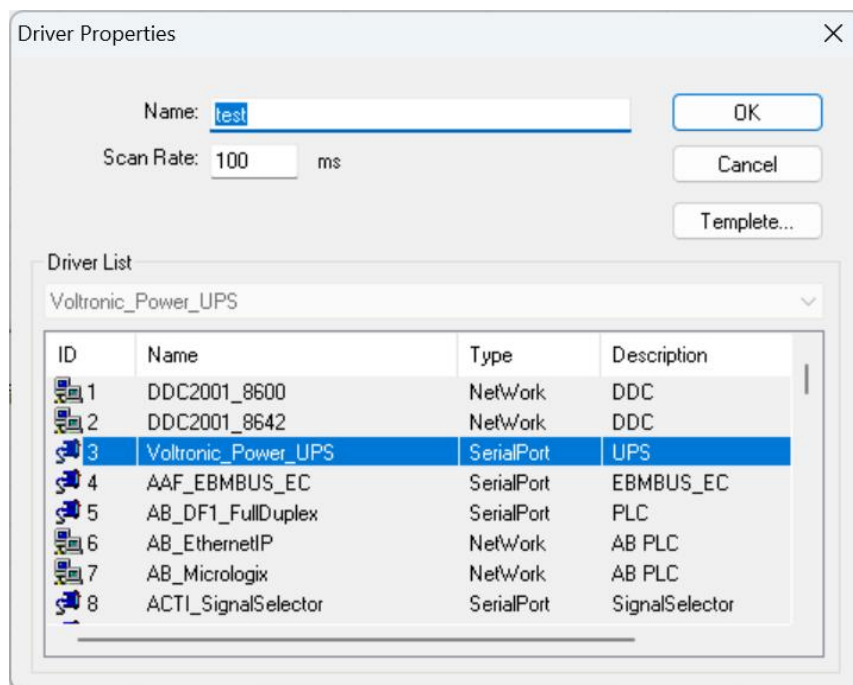 Driver Properties
Name: test
OK
Scan Rate: 100 ms
Cancel
Templete...
Driver List
Voltronic_Power_UPS
ID Name Type Description
1 DDC2001_8600 NetWork DDC
2 DDC2001_8642 NetWork DDC
3 Voltronic_Power_UPS SerialPort UPS
4 AAF_EBMBUS_EC SerialPort EBMBUS_EC
5 AB_DF1_FullDuplex SerialPort PLC
6 AB_EthernetIP NetWork AB PLC
7 AB_Micrologix NetWork AB PLC
8 ACTI_SignalSelector SerialPort SignalSelector